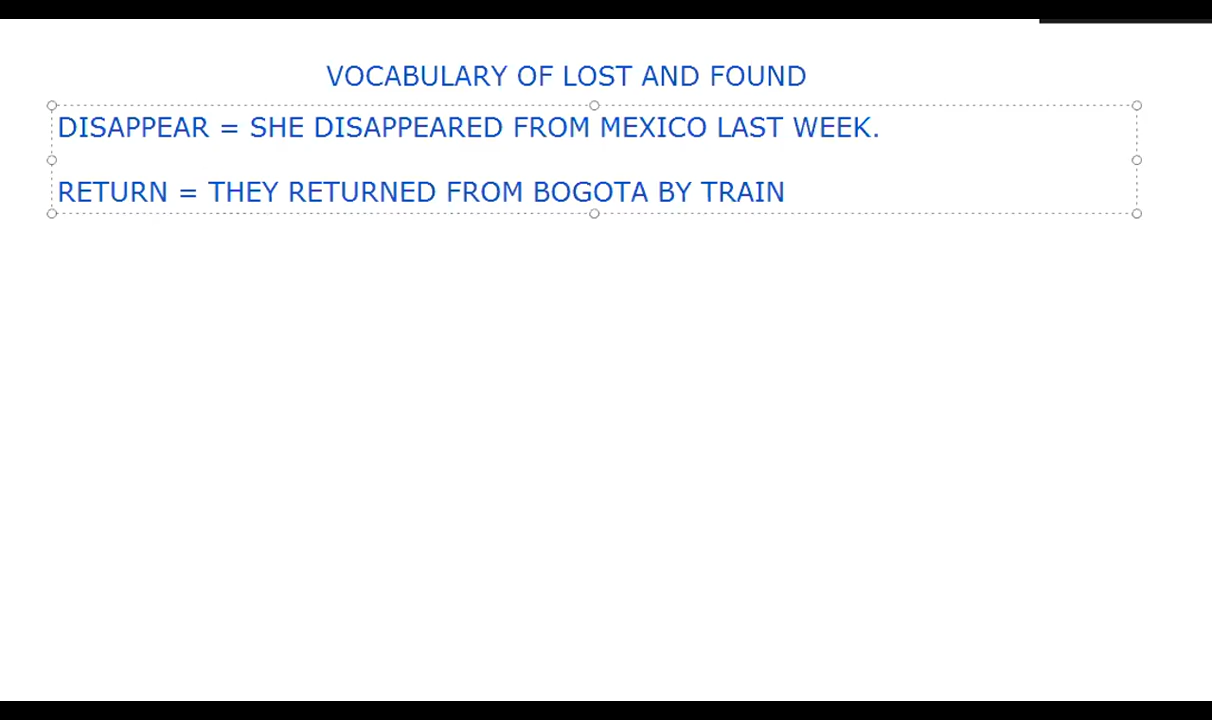 VOCABULARY OF LOST AND FOUND
DISAPPEAR = SHE DISAPPEARED FROM MEXICO LAST WEEK.
RETURN = THEY RETURNED FROM BOGOTA BY TRAIN